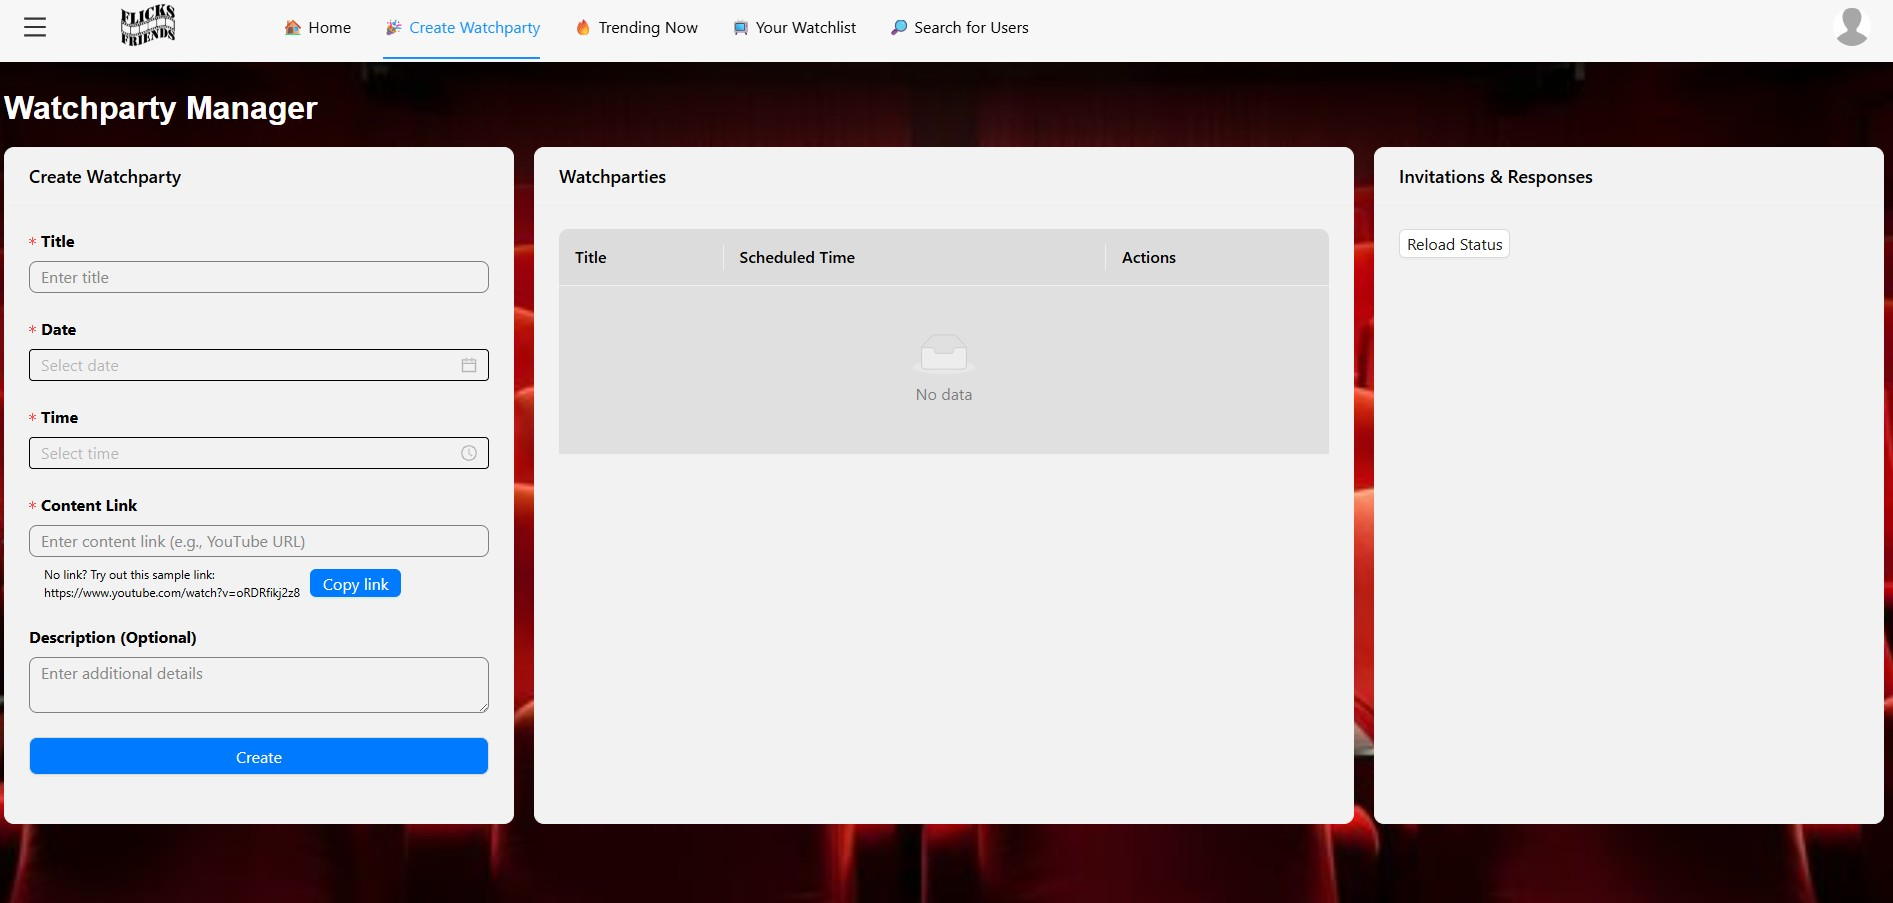 FLICKS
FRIENDS
Home
Create Watchparty
Trending Now
Your Watchlist
Search for Users
Watchparty Manager
Create Watchparty
* Title
Enter title
* Date
Select date
* Time
Select time
* Content Link
Enter content link (e.g., YouTube URL)
No link? Try out this sample link:
https://www.youtube.com/watch?v=oRDRfikj2z8
Copy link
Description (Optional)
Enter additional details
Create
Watchparties
Title
Scheduled Time
Actions
No data
Invitations & Responses
Reload Status